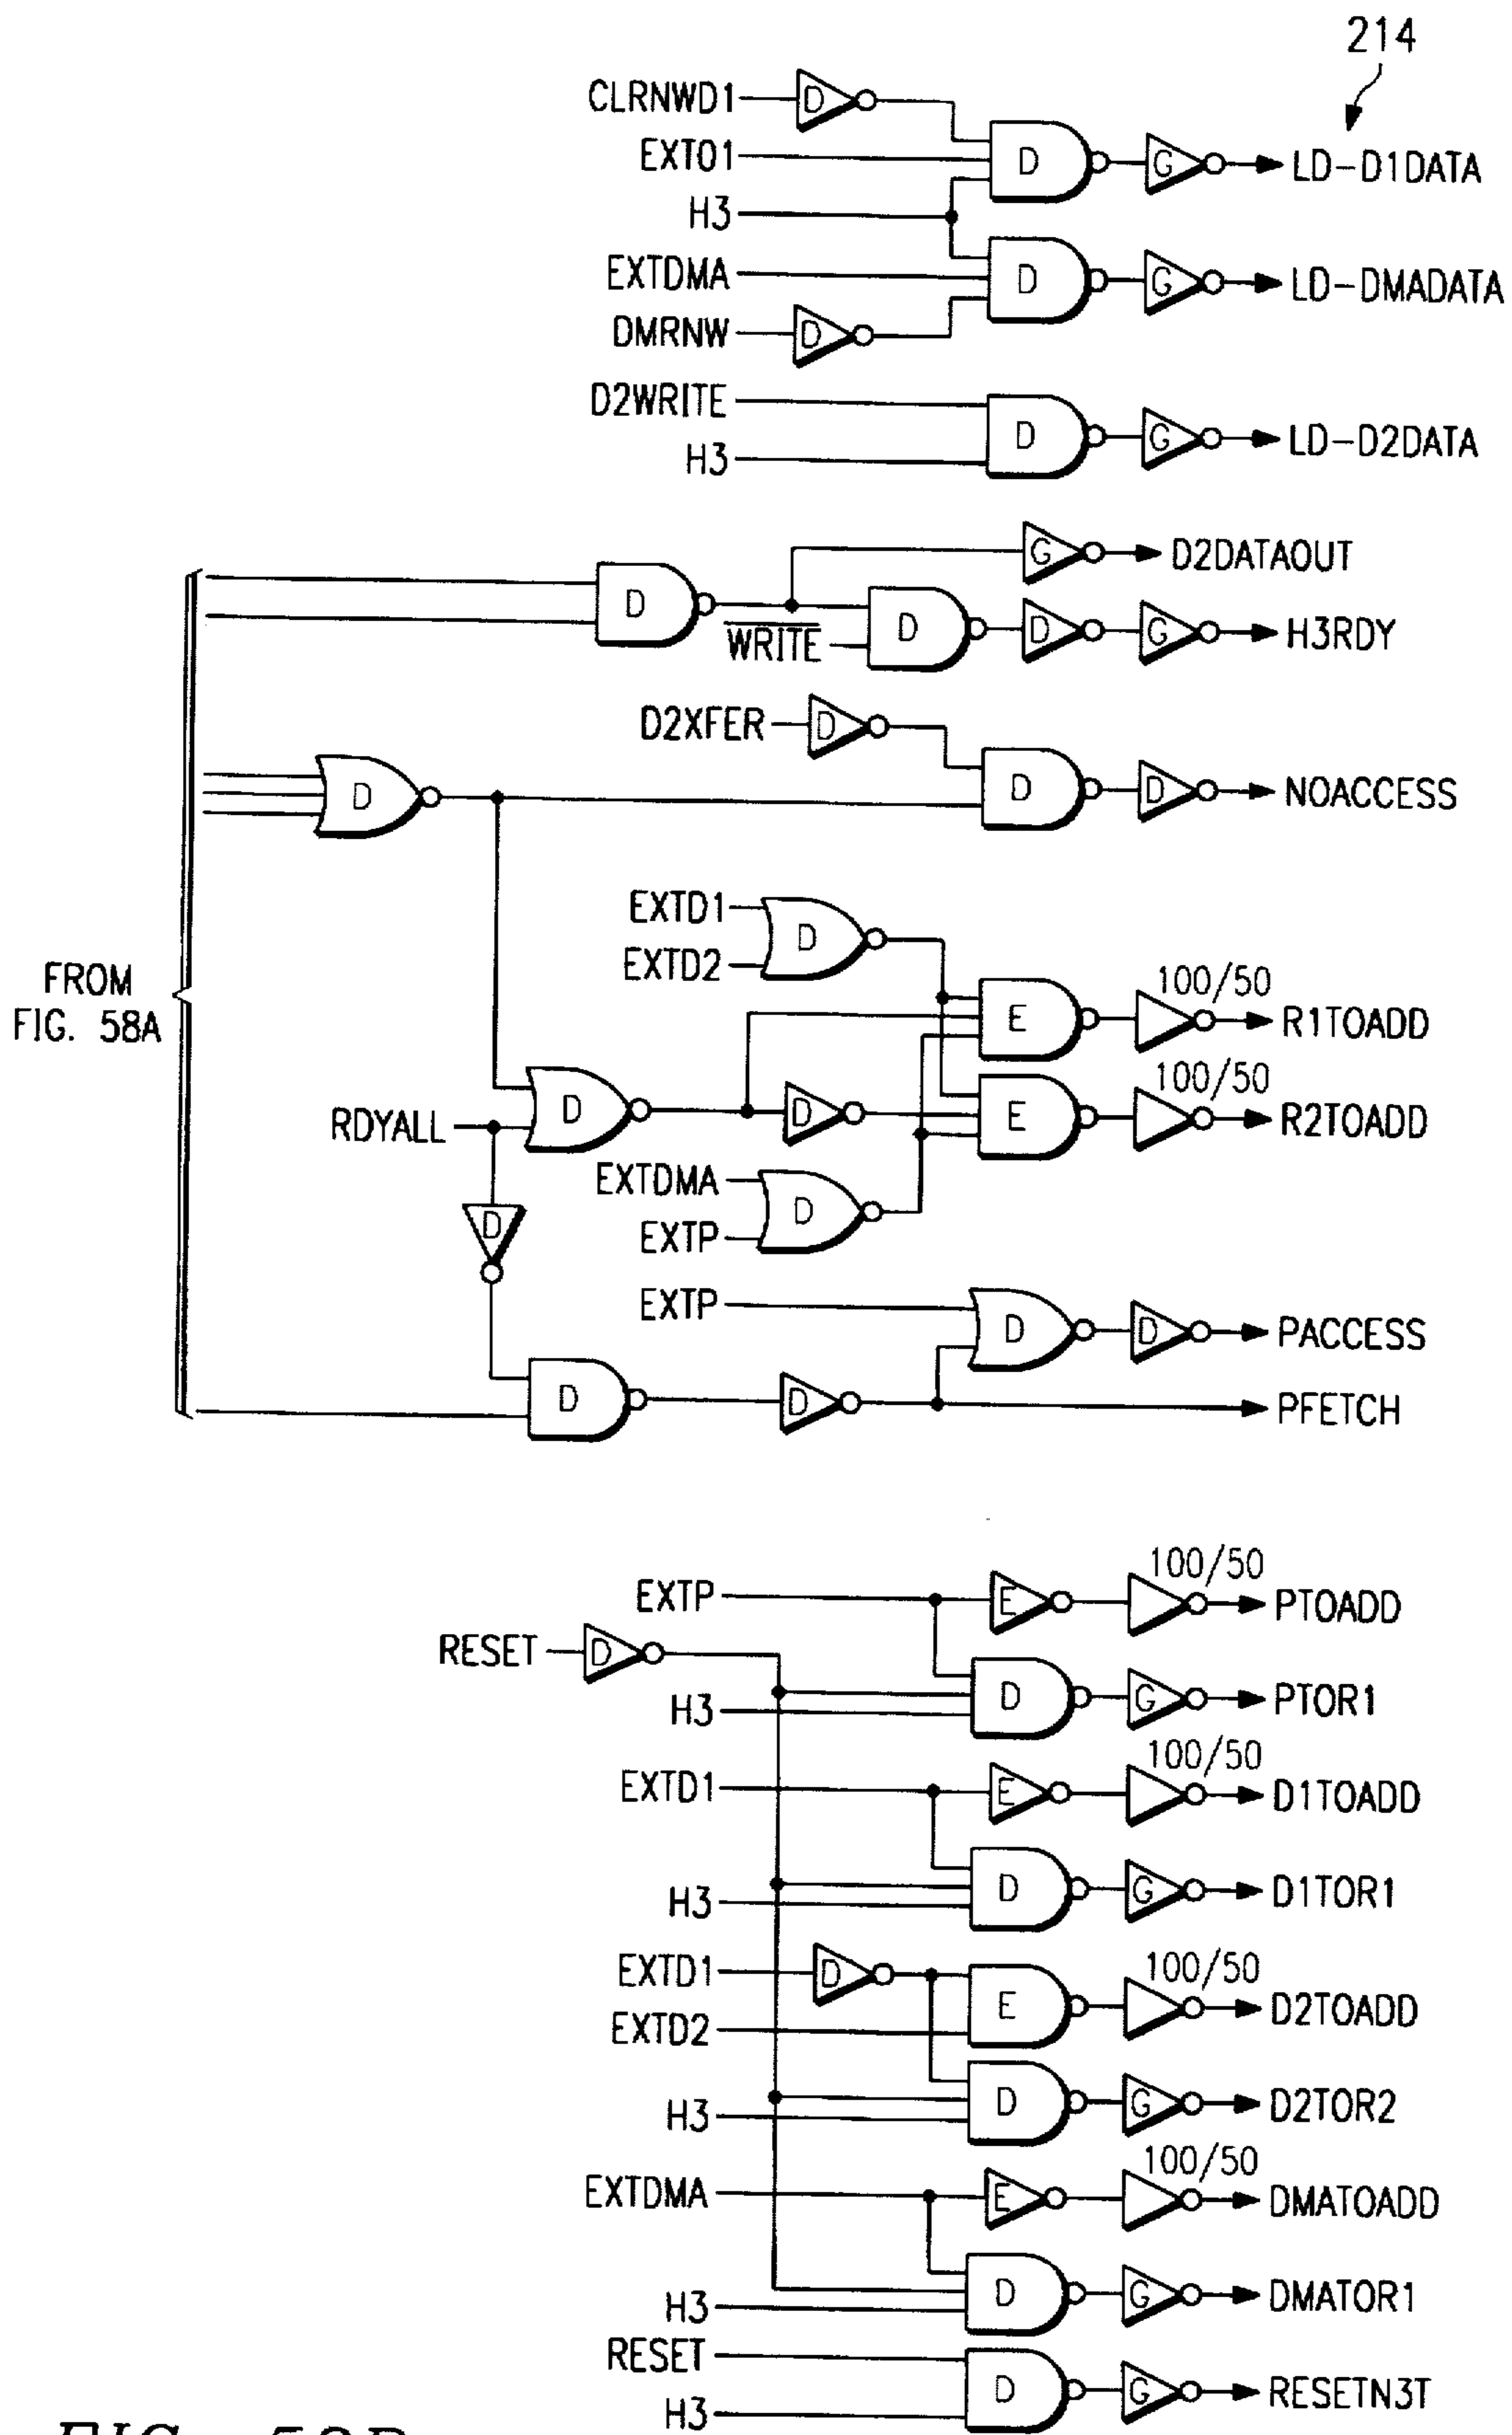 214
CLRNWD1 D
EXT01 D G LD-D1DATA
H3
EXTDMA D G LD-DMADATA
DMRNW D
D2WRITE
D G LD-D2DATA
H3
G D2DATAOUT
D
WRITE D D G H3RDY
D2XFER D
D D D NOACCESS
EXTD1
D
EXTD2
FROM
FIG. 58A
100/50
E R1TOADD
100/50
RDYALL D D E R2TOADD
EXTDMA
D
EXTP
D
EXTP
D D PACCESS
D D PFETCH
100/50
EXTP E PTOADD
RESET D
D G PTOR1
H3
100/50
EXTD1 E D1TOADD
D G D1TOR1
H3
100/50
EXTD1 D
E D2TOADD
EXTD2
D G D2TOR2
H3
100/50
EXTDMA E DMATOADD
D G DMATOR1
H3
RESET
D G RESETN3T
H3